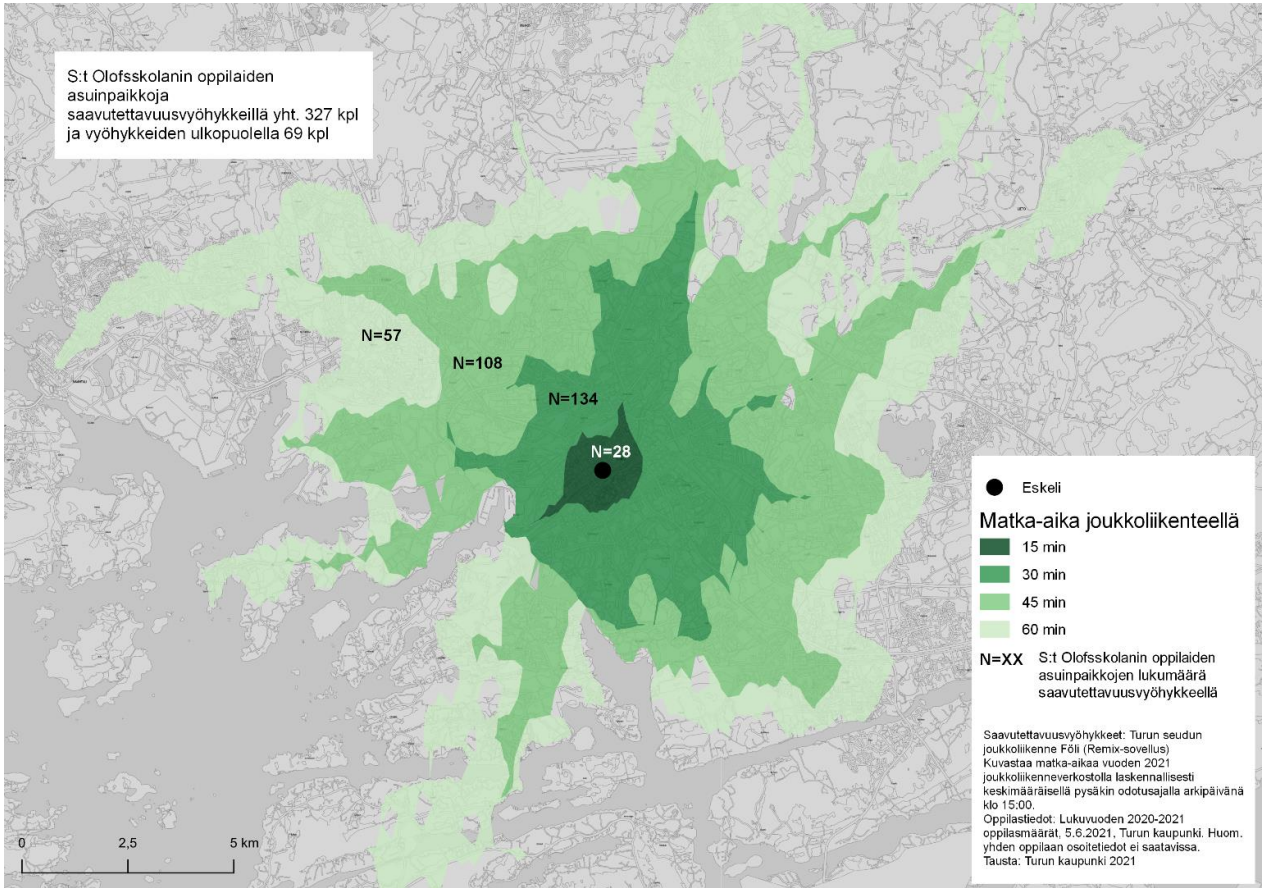 S:t Olofsskolanin oppilaiden
asuinpaikkoja
saavutettavuusvyöhykkeillä yht. 327 kpl
ja vyöhykkeiden ulkopuolella 69 kpl
N=57
N=108
N=134
N=28
Eskeli
Matka-aika joukkoliikenteellä
15 min
30 min
45 min
60 min
N=XX S:t Olofsskolanin oppilaiden
asuinpaikkojen lukumäärä
saavutettavuusvyöhykkeellä
Saavutettavuusvyöhykkeet: Turun seudun
joukkoliikenne Föli (Remix-sovellus)
Kuvastaa matka-aikaa vuoden 2021
joukkoliikenneverkostolla laskennallisesti
keskimääräisellä pysäkin odotusajalla arkipäivänä
klo 15:00.
Oppilastiedot: Lukuvuoden 2020-2021
oppilasmäärät, 5.6.2021, Turun kaupunki. Huom.
yhden oppilaan osoitetiedot ei saatavissa.
Tausta: Turun kaupunki 2021
0 2,5 5 km